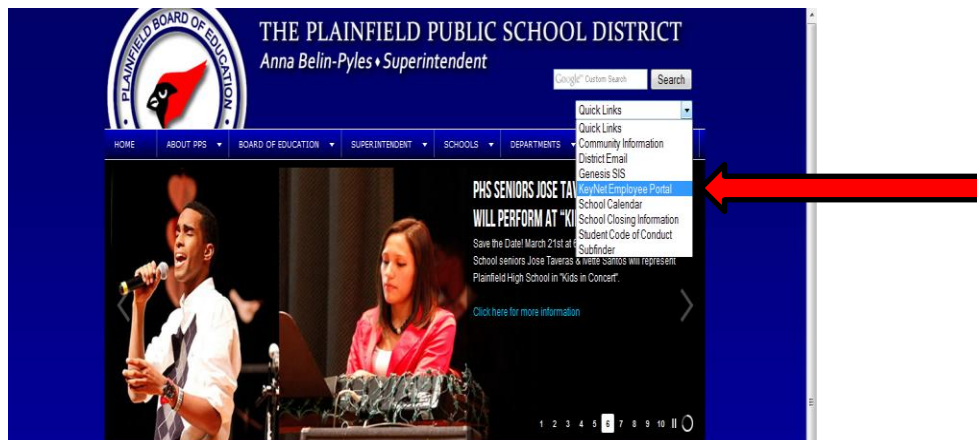 PLAINFIELD BOARD OF EDUCATION
THE PLAINFIELD PUBLIC SCHOOL DISTRICT
Anna Belin-Pyles • Superintendent
Google™ Custom Search
Search
Quick Links
HOME ABOUT PPS BOARD OF EDUCATION SUPERINTENDENT SCHOOLS DEPARTMENTS
Quick Links
Community Information
District Email
Genesis SIS
KeyNet Employee Portal
School Calendar
School Closing Information
Student Code of Conduct
Subfinder
PHS SENIORS JOSE
WILL PERFORM AT
Save the Date! March 21st at
School seniors Jose Taveras & Ivette Santos will represent
Plainfield High School in "Kids in Concert".
Click here for more information
1 2 3 4 5 6 7 8 9 10